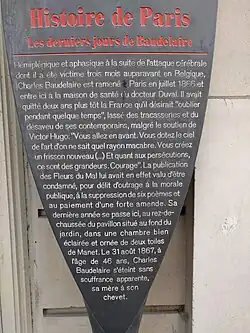 Histoire de Paris
Les derniers jours de Baudelaire
Hémiplégique et aphasique à la suite de l'attaque cérébrale
dont il a été victime trois mois auparavant en Belgique,
Charles Baudelaire est ramené à Paris en juillet 1866 et
entre ici à la maison de santé du docteur Duval. Il avait
quitté deux ans plus tôt la France qu'il désirait "oublier
pendant quelque temps", lassé des tracasseries et du
désaveu de ses contemporains, malgré le soutien de
Victor Hugo: "Vous allez en avant. Vous dotez le ciel
de l'art d'on ne sait quel rayon macabre. Vous créez
un frisson nouveau (...) Et quant aux persécutions,
ce sont des grandeurs. Courage". La publication
des Fleurs du Mal lui avait en effet valu d'être
condamné, pour délit d'outrage à la morale
publique, à la suppression de six poèmes et
au paiement d'une forte amende. Sa
dernière année se passe ici, au rez-de-
chaussée du pavillon situé au fond du
jardin, dans une chambre bien
éclairée et ornée de deux toiles
de Manet. Le 31 août 1867, à
l'âge de 46 ans, Charles
Baudelaire s'éteint sans
souffrance apparente,
sa mère à son
chevet.